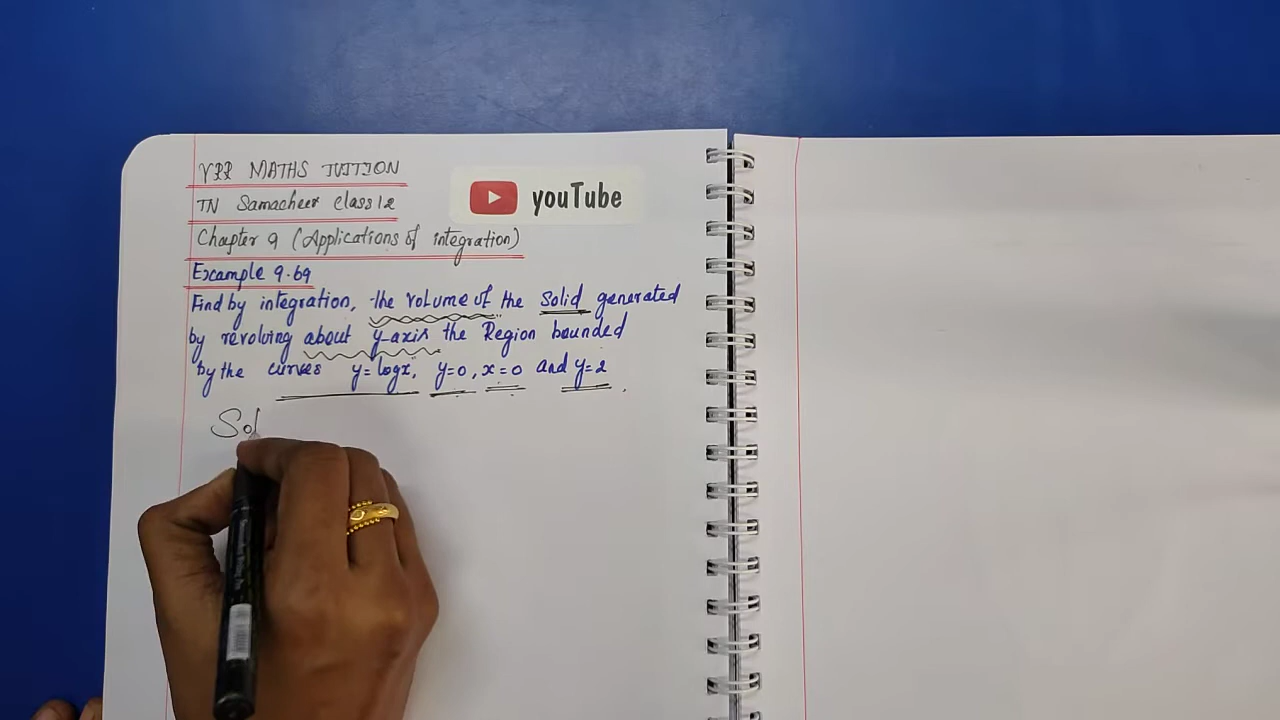 VRR MATHS TUITION
TN Samacheer Class 12
youTube
Chapter 9 (Applications of integration)
Example 9.69
Find by integration, the volume of the solid generated
by revolving about y-axis the Region bounded
by the curves y=logx, y=0, x=0 and y=2.
Sol